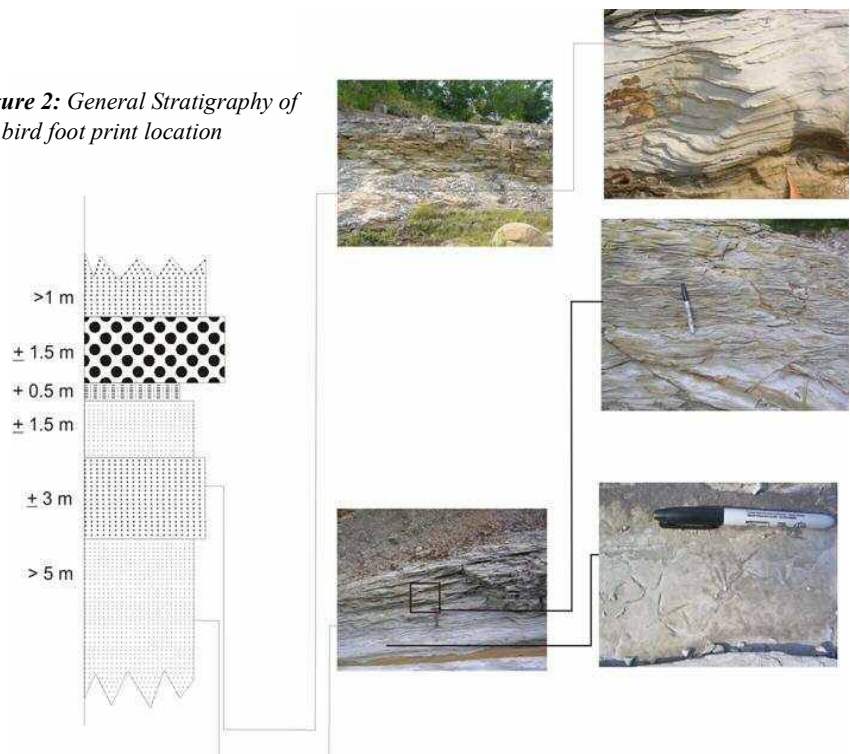 ure 2: General Stratigraphy of
bird foot print location
>1 m
± 1.5 m
+ 0.5 m
± 1.5 m
± 3 m
> 5 m